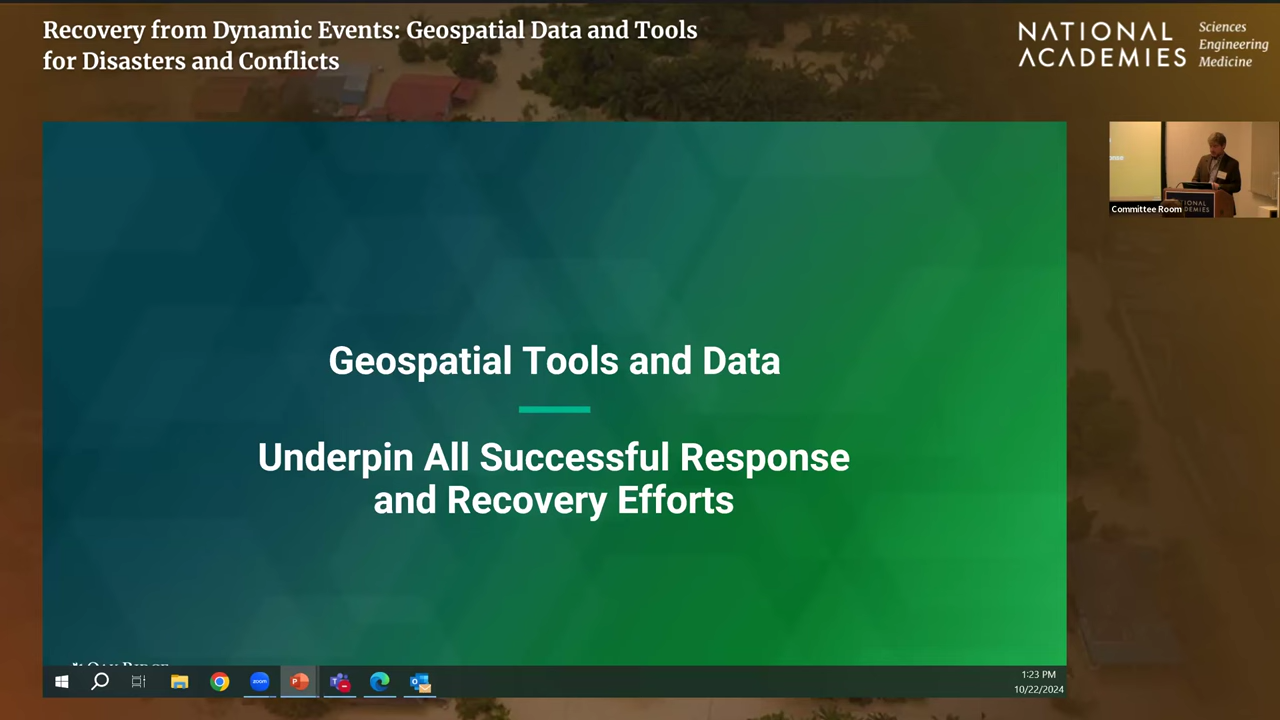 Recovery from Dynamic Events: Geospatial Data and Tools
for Disasters and Conflicts
NATIONAL
ACADEMIES
Sciences
Engineering
Medicine
Geospatial Tools and Data
Underpin All Successful Response
and Recovery Efforts
Committee Room
1:23 PM
10/22/2024
zoom